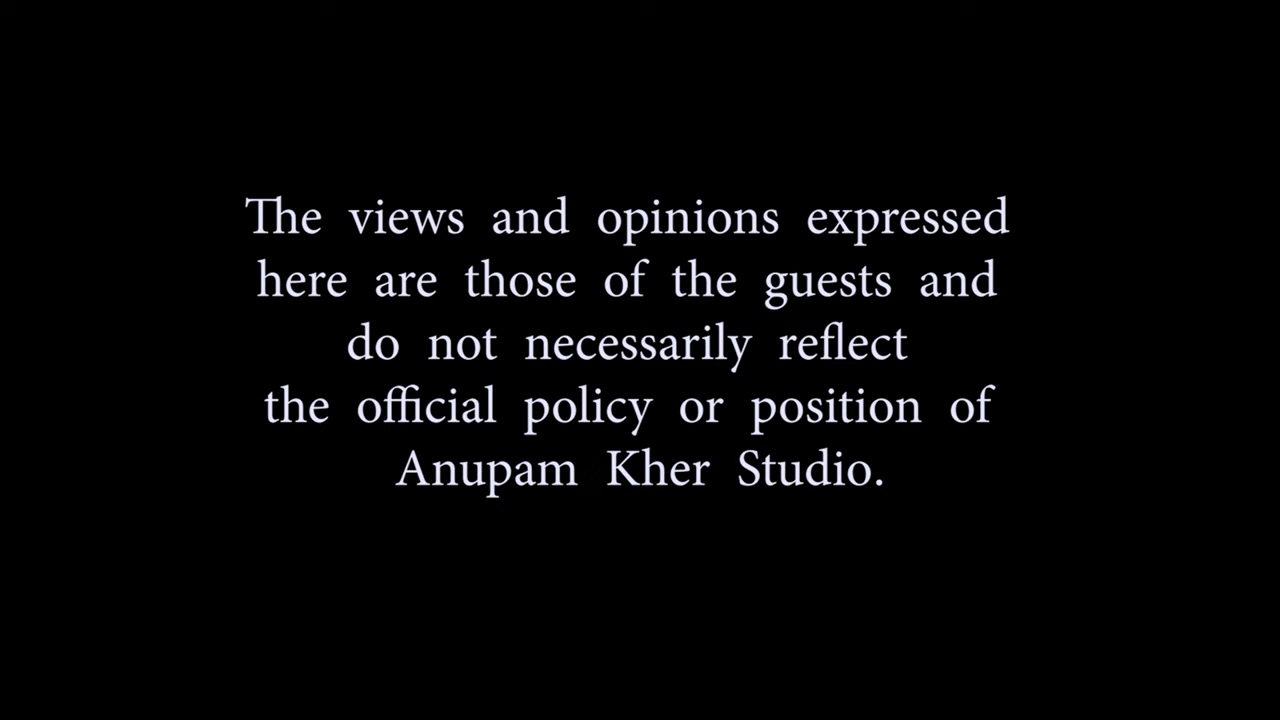 The views and opinions expressed
here are those of the guests and
do not necessarily reflect
the official policy or position of
Anupam Kher Studio.